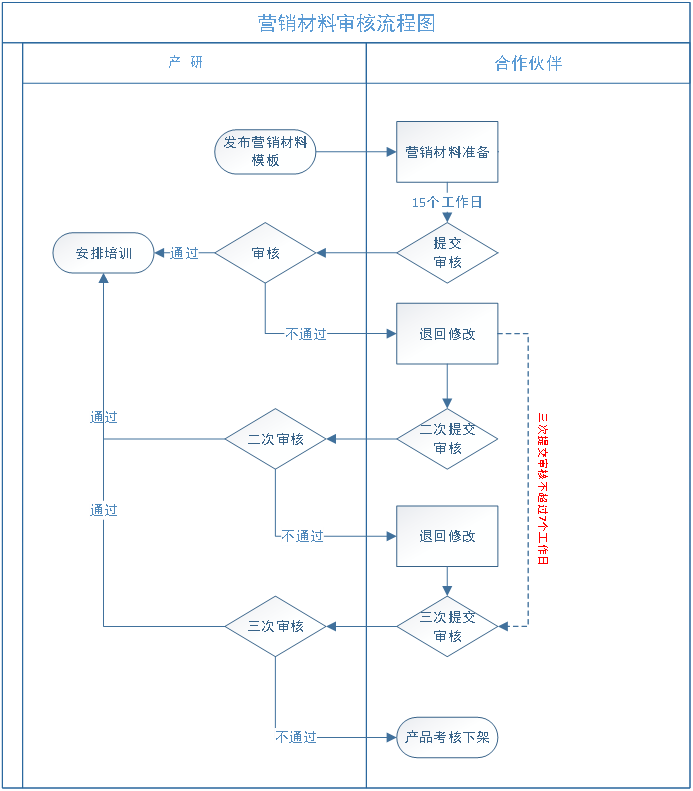 营销材料审核流程图
产 研
合作伙伴
发布营销材料
模板
营销材料准备
15个工作日
安排培训
通过
审核
提交
审核
不通过
退回修改
通过
二次审核
二次提交
审核
三次提交审核不超过7个工作日
通过
不通过
退回修改
三次审核
三次提交
审核
不通过
产品考核下架